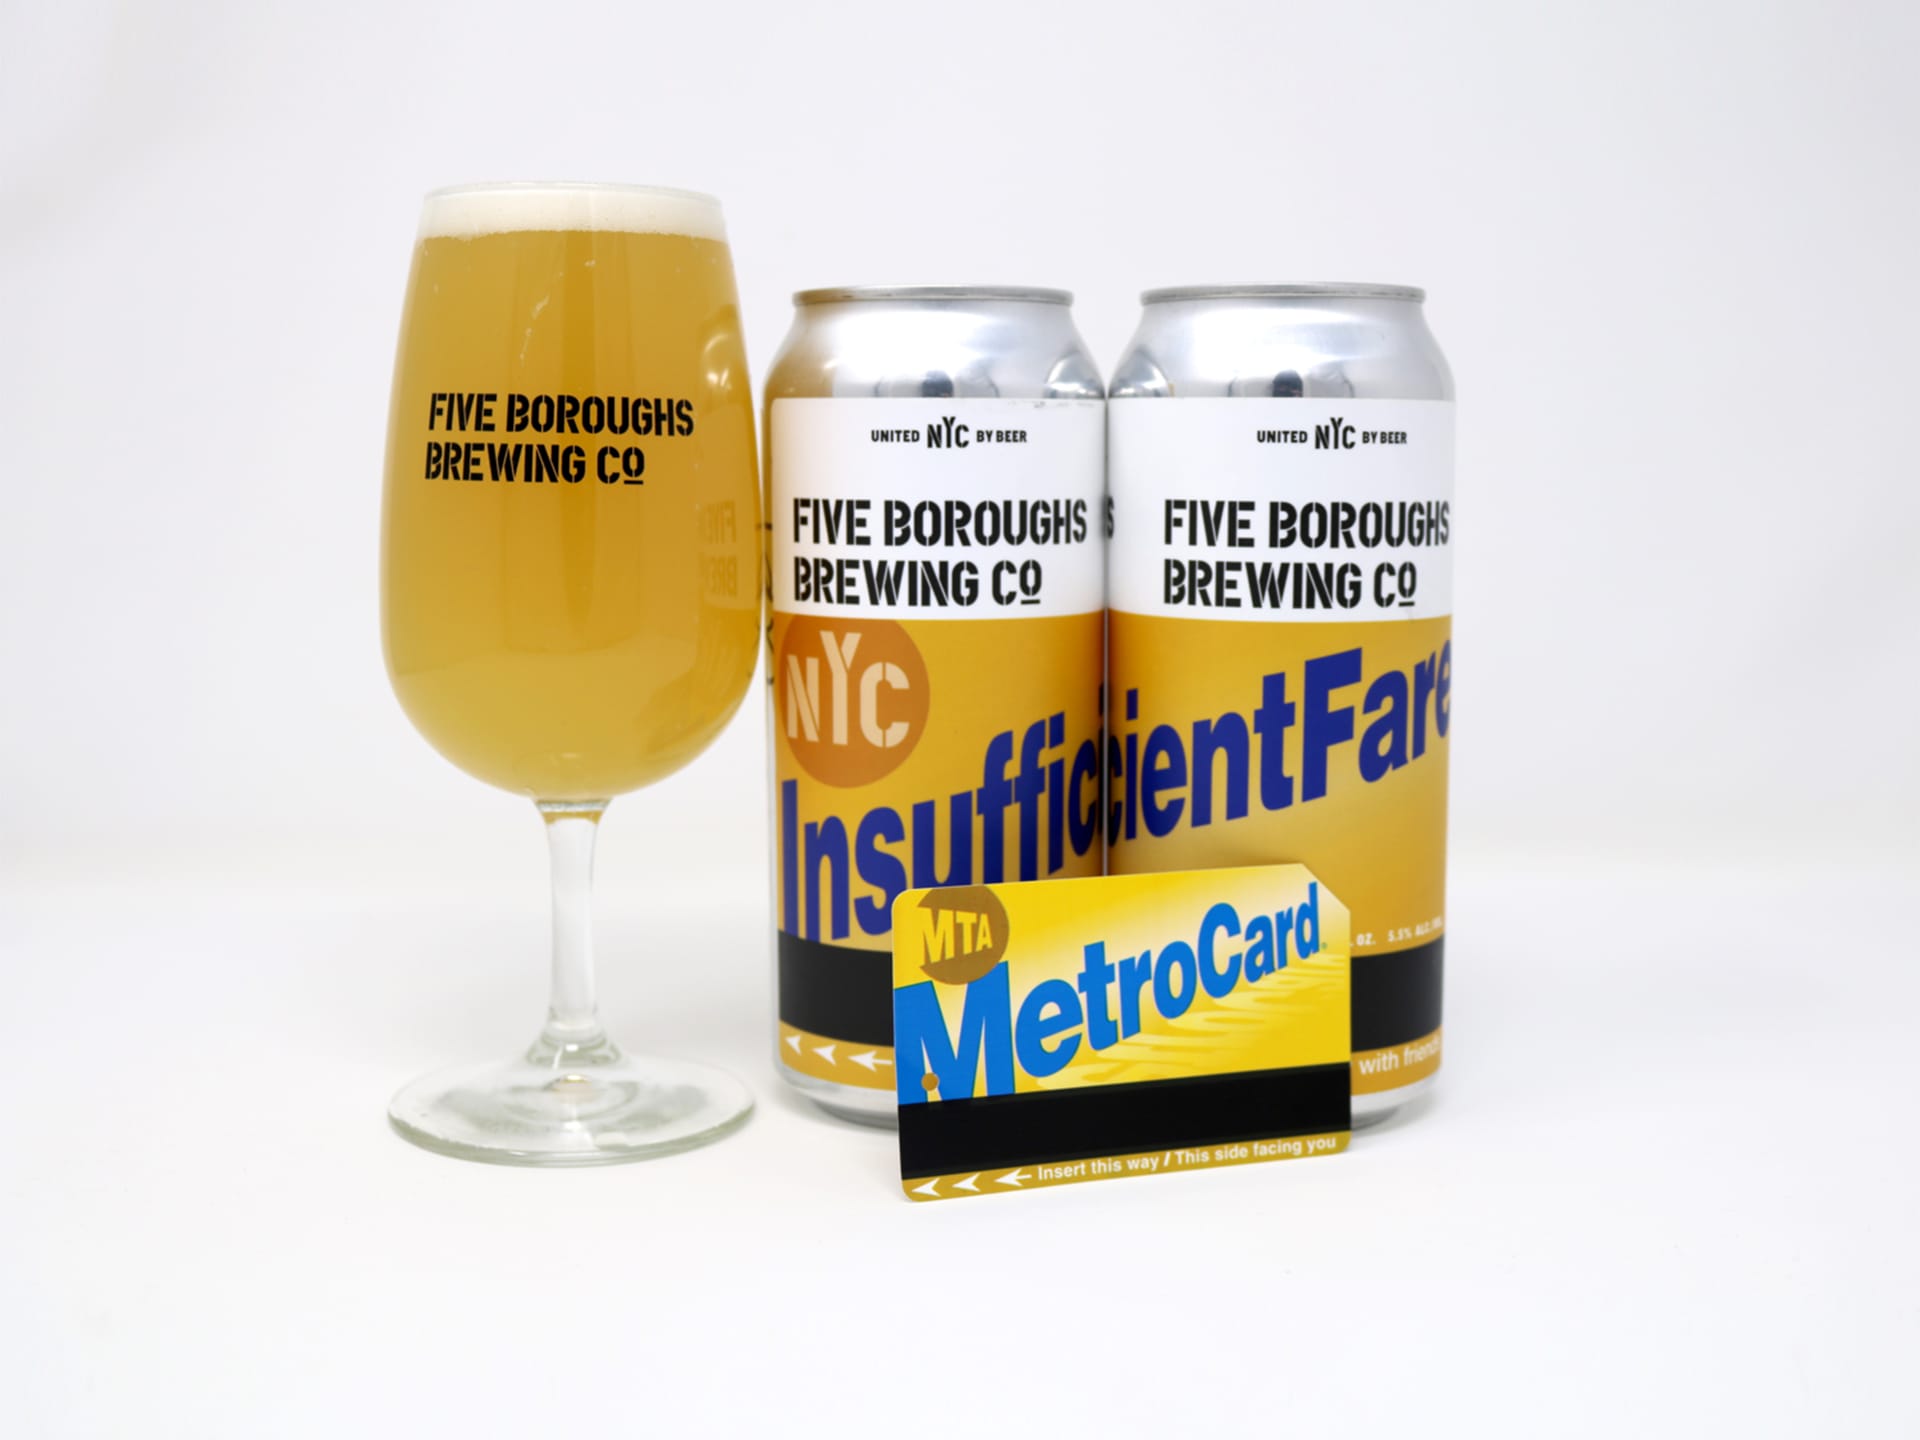 FIVE BOROUGHS
BREWING Co
UNITED NYC BY BEER
FIVE BOROUGHS
BREWING Co
NYC
Insuffic
UNITED NYC BY BEER
FIVE BOROUGHS
BREWING Co
cientFare
. OZ. 5.5% ALC.
with friend
MTA
MetroCard
Insert this way / This side facing you